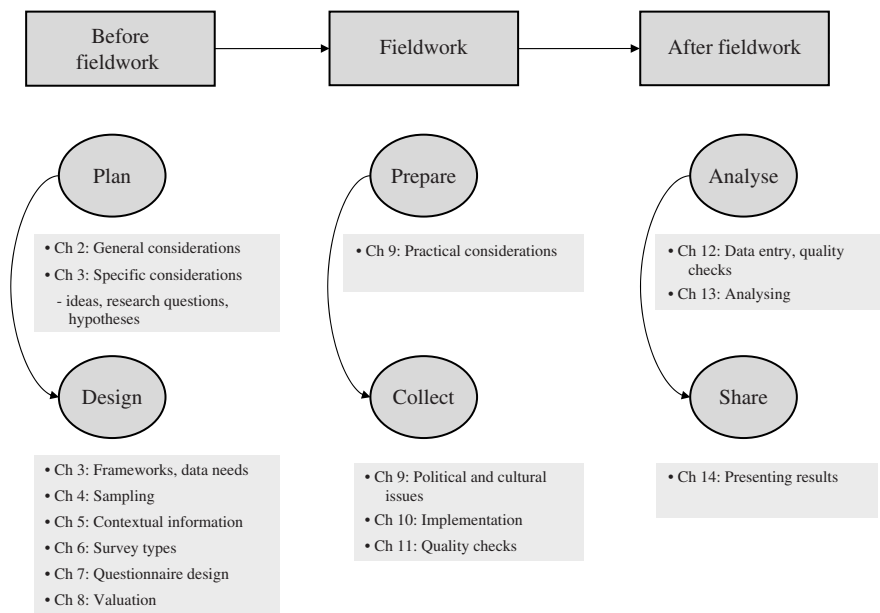 Before
fieldwork
Fieldwork
After fieldwork
Plan
• Ch 2: General considerations
• Ch 3: Specific considerations
- ideas, research questions,
hypotheses
Design
• Ch 3: Frameworks, data needs
• Ch 4: Sampling
• Ch 5: Contextual information
• Ch 6: Survey types
• Ch 7: Questionnaire design
• Ch 8: Valuation
Prepare
• Ch 9: Practical considerations
Collect
• Ch 9: Political and cultural
issues
• Ch 10: Implementation
• Ch 11: Quality checks
Analyse
• Ch 12: Data entry, quality
checks
• Ch 13: Analysing
Share
• Ch 14: Presenting results